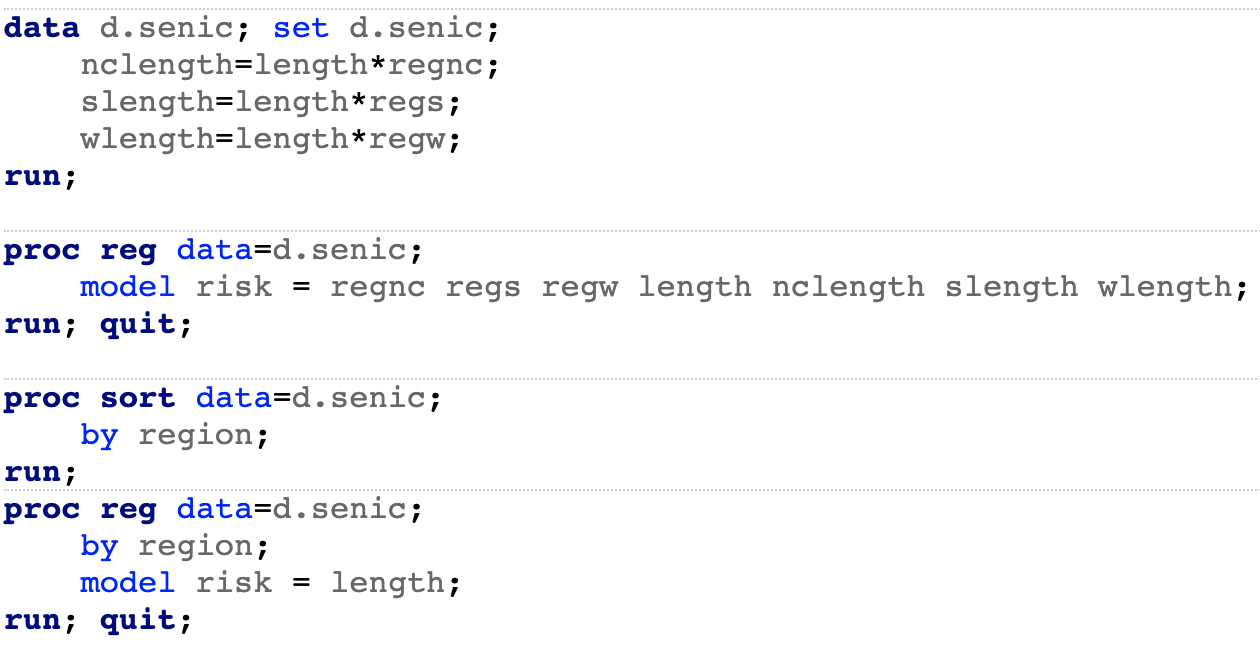 data d.senic; set d.senic;
    nclength=length*regnc;
    slength=length*regs;
    wlength=length*regw;
run;

proc reg data=d.senic;
    model risk = regnc regs regw length nclength slength wlength;
run; quit;

proc sort data=d.senic;
    by region;
run;
proc reg data=d.senic;
    by region;
    model risk = length;
run; quit;